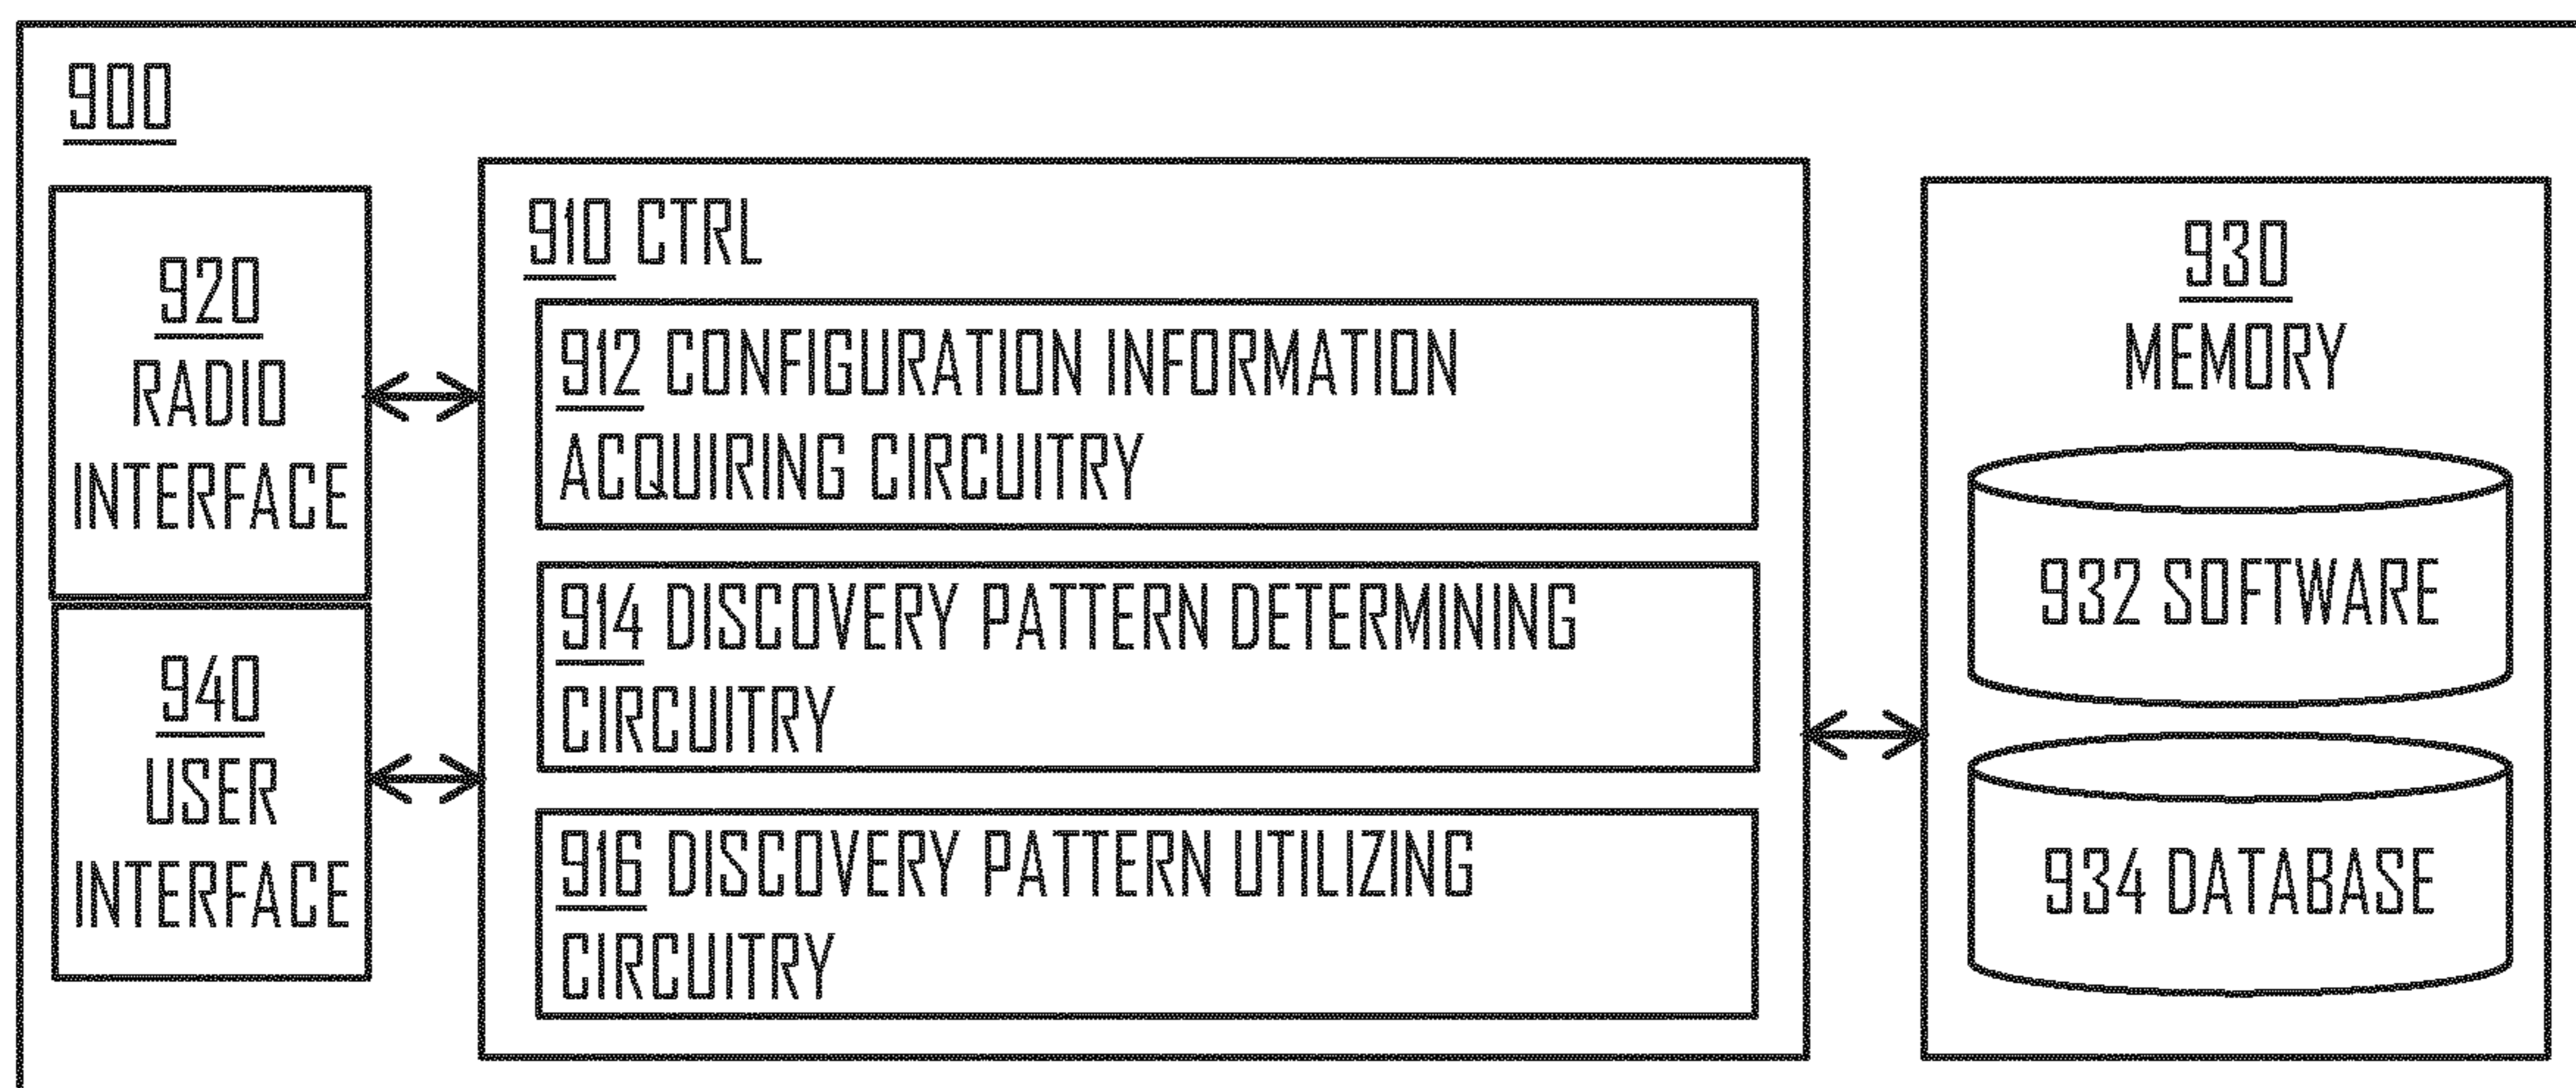 900
920
RADIO
INTERFACE
940
USER
INTERFACE
910 CTRL
912 CONFIGURATION INFORMATION
ACQUIRING CIRCUITRY
914 DISCOVERY PATTERN DETERMINING
CIRCUITRY
916 DISCOVERY PATTERN UTILIZING
CIRCUITRY
930
MEMORY
932 SOFTWARE
934 DATABASE